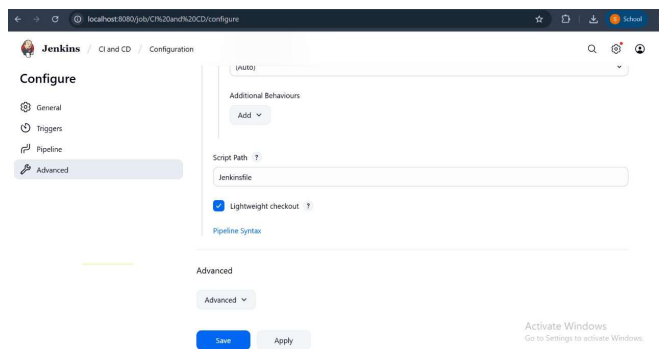 localhost:8080/job/CI%20and%20CD/configure
School
Jenkins / CI and CD / Configuration
Configure
(Auto)
General
Additional Behaviours
Triggers
Add
Pipeline
Advanced
Script Path ?
Jenkinsfile
Lightweight checkout ?
Pipeline Syntax
Advanced
Advanced
Save Apply
Activate Windows
Go to Settings to activate Windows.